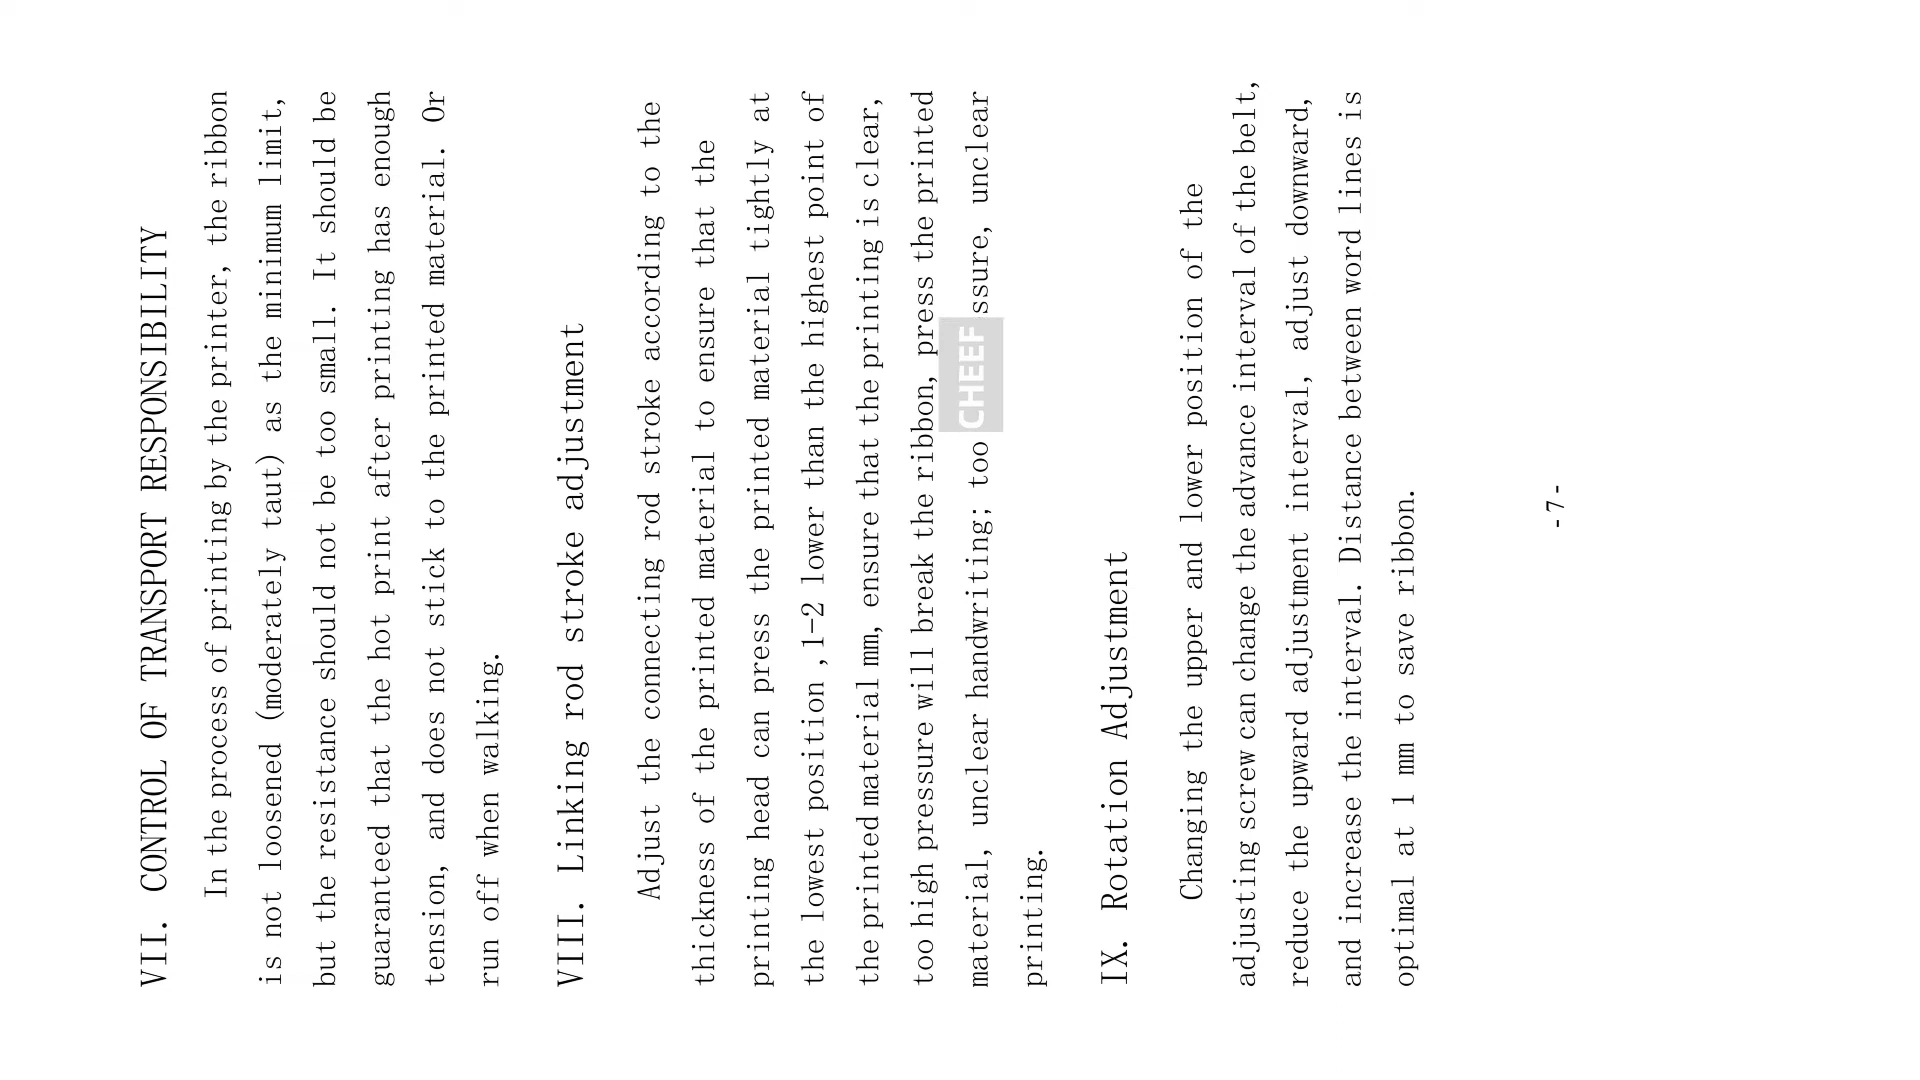 VII. CONTROL OF TRANSPORT RESPONSIBILITY
In the process of printing by the printer, the ribbon
is not loosened (moderately taut) as the minimum limit,
but the resistance should not be too small. It should be
guaranteed that the hot print after printing has enough
tension, and does not stick to the printed material. Or
run off when walking.
VIII. Linking rod stroke adjustment
Adjust the connecting rod stroke according to the
thickness of the printed material to ensure that the
printing head can press the printed material tightly at
the lowest position ,1-2 lower than the highest point of
the printed material mm, ensure that the printing is clear,
too high pressure will break the ribbon, press the printed
material, unclear handwriting; too ssure, unclear
CHEEF
printing.
IX. Rotation Adjustment
Changing the upper and lower position of the
adjusting screw can change the advance interval of the belt,
reduce the upward adjustment interval, adjust downward,
and increase the interval. Distance between word lines is
optimal at 1 mm to save ribbon.
-7-